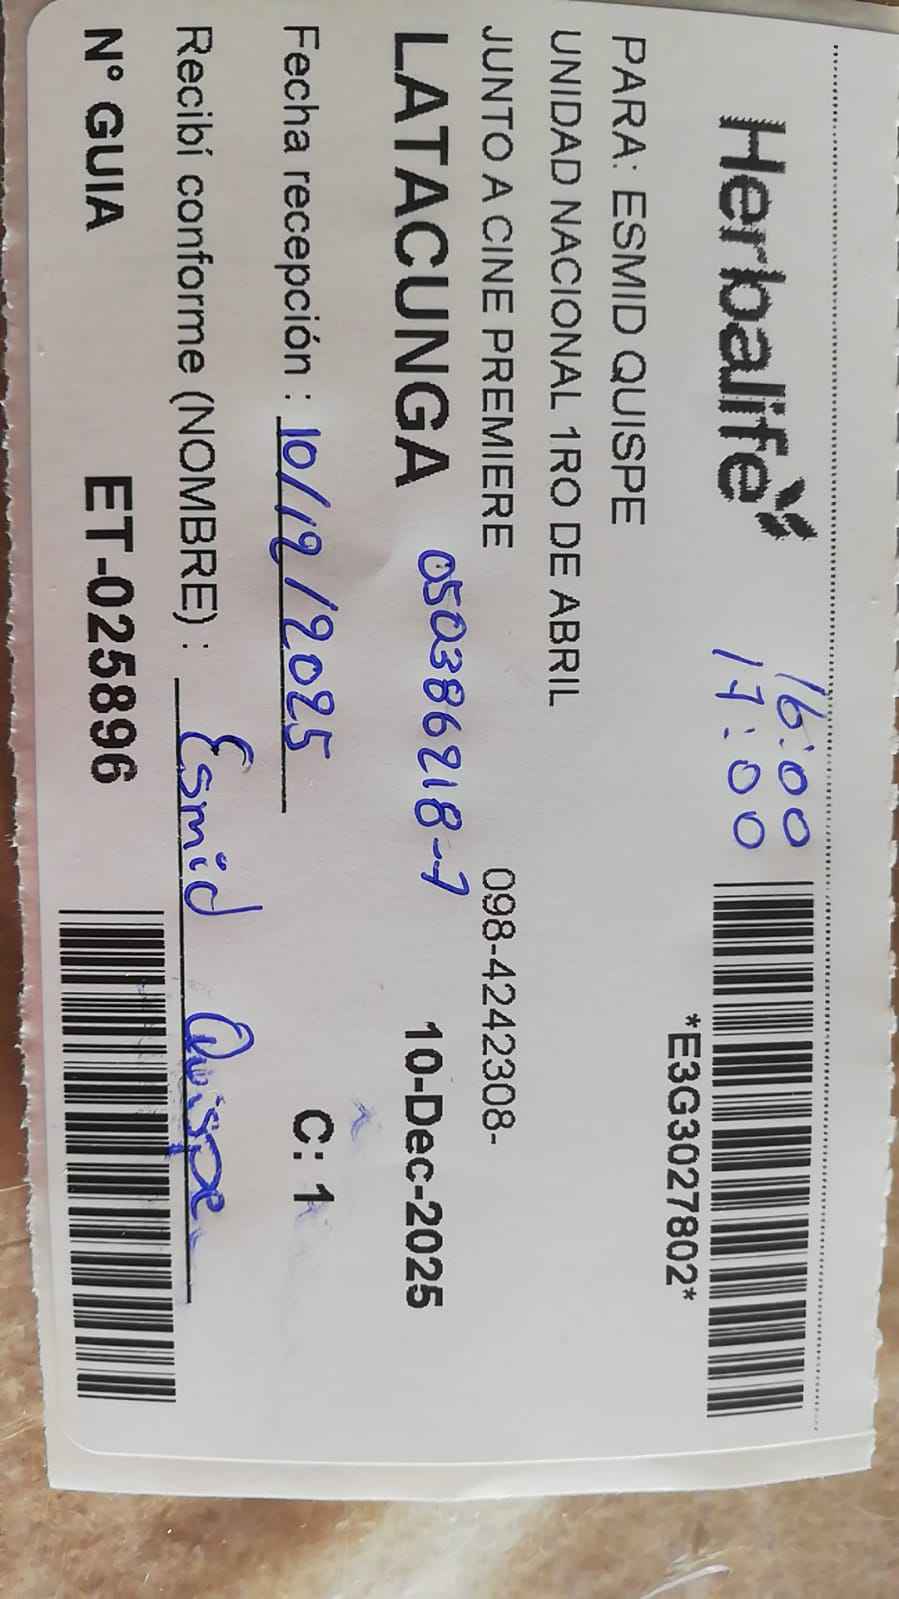 Herbalife
16:00
17:00
*E3G3027802*
PARA: ESMID QUISPE
UNIDAD NACIONAL 1RO DE ABRIL
JUNTO A CINE PREMIERE 098-4242308-
LATACUNGA 050386218-7 10-Dec-2025
Fecha recepción : 10/12/2025 C: 1
Recibí conforme (NOMBRE) : Esmid Quispe
N° GUIA ET-025896